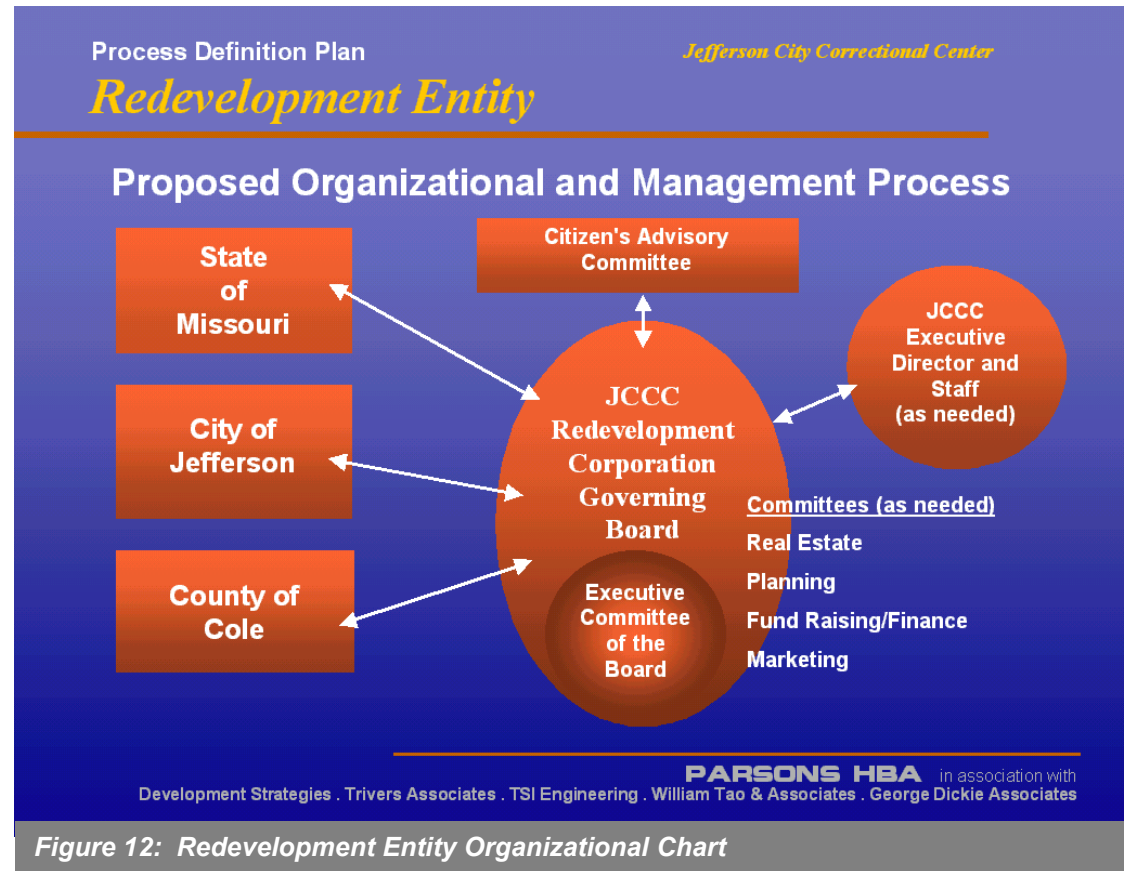 Process Definition Plan
Jefferson City Correctional Center
Redevelopment Entity
Proposed Organizational and Management Process
State
of
Missouri
City of
Jefferson
County of
Cole
Citizen's Advisory
Committee
JCCC
Redevelopment
Corporation
Governing
Board
Executive
Committee
of the
Board
JCCC
Executive
Director and
Staff
(as needed)
Committees (as needed)
Real Estate
Planning
Fund Raising/Finance
Marketing
PARSONS HBA in association with
Development Strategies . Trivers Associates . TSI Engineering . William Tao & Associates . George Dickie Associates
Figure 12: Redevelopment Entity Organizational Chart